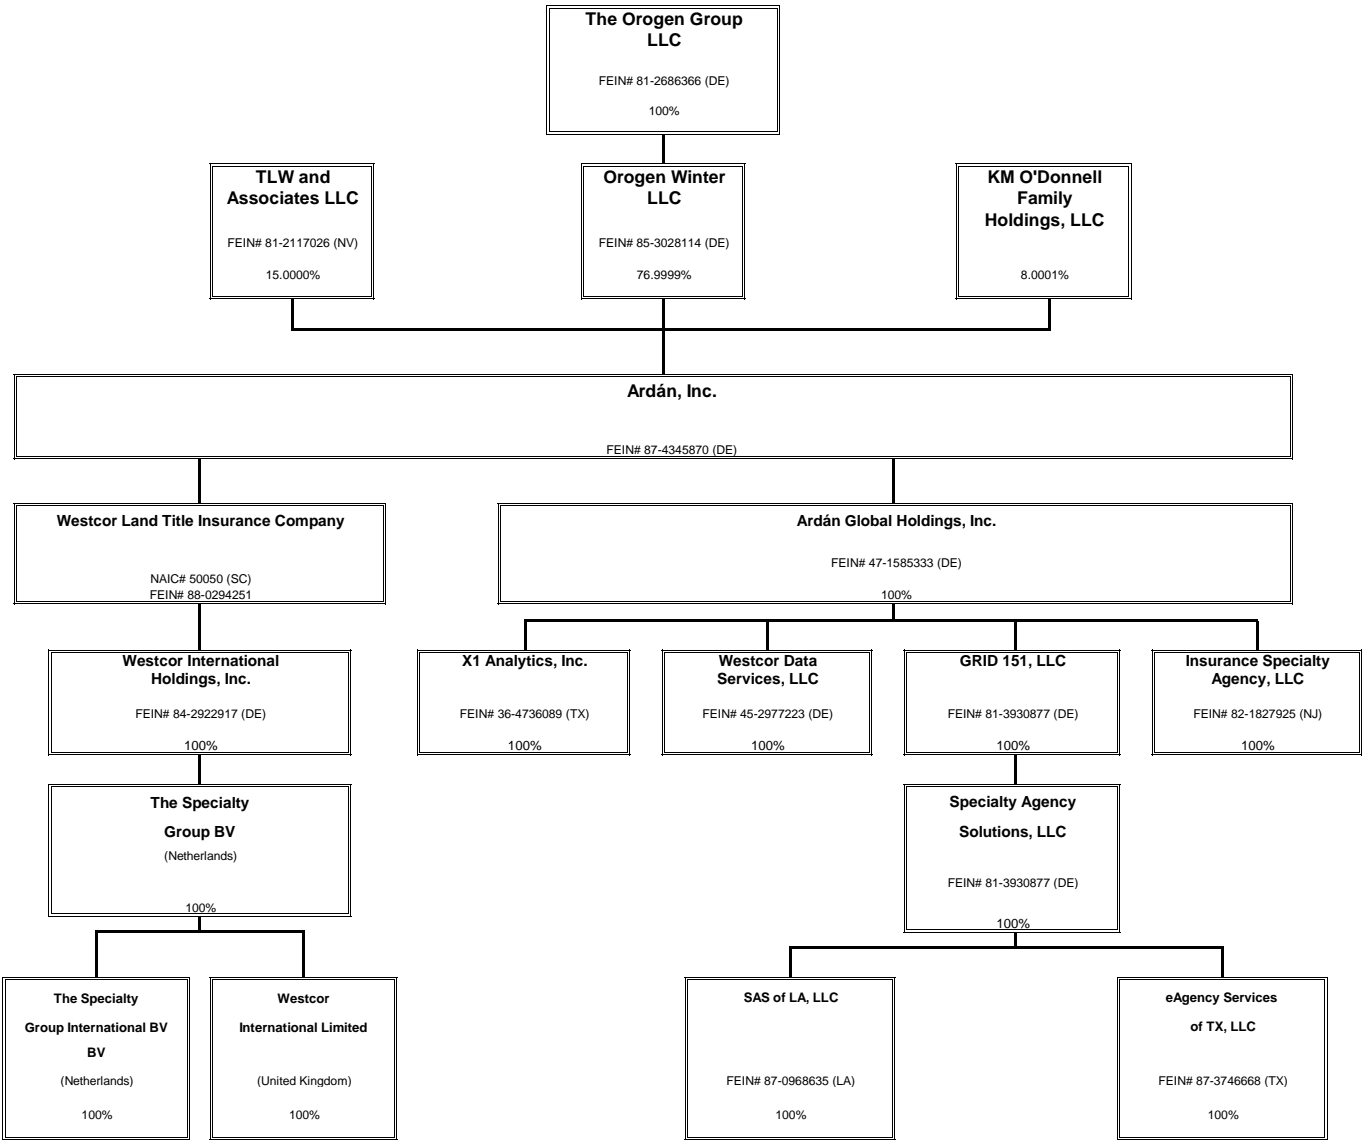 The Orogen Group
LLC
FEIN# 81-2686366 (DE)
100%
TLW and
Associates LLC
FEIN# 81-2117026 (NV)
15.0000%
Orogen Winter
LLC
FEIN# 85-3028114 (DE)
76.9999%
KM O'Donnell
Family
Holdings, LLC
8.0001%
Ardán, Inc.
FEIN# 87-4345870 (DE)
Westcor Land Title Insurance Company
NAIC# 50050 (SC)
FEIN# 88-0294251
Ardán Global Holdings, Inc.
FEIN# 47-1585333 (DE)
100%
Westcor International
Holdings, Inc.
FEIN# 84-2922917 (DE)
100%
X1 Analytics, Inc.
FEIN# 36-4736089 (TX)
100%
Westcor Data
Services, LLC
FEIN# 45-2977223 (DE)
100%
GRID 151, LLC
FEIN# 81-3930877 (DE)
100%
Insurance Specialty
Agency, LLC
FEIN# 82-1827925 (NJ)
100%
The Specialty
Group BV
(Netherlands)
100%
Specialty Agency
Solutions, LLC
FEIN# 81-3930877 (DE)
100%
The Specialty
Group International BV
BV
(Netherlands)
100%
Westcor
International Limited
(United Kingdom)
100%
SAS of LA, LLC
FEIN# 87-0968635 (LA)
100%
eAgency Services
of TX, LLC
FEIN# 87-3746668 (TX)
100%